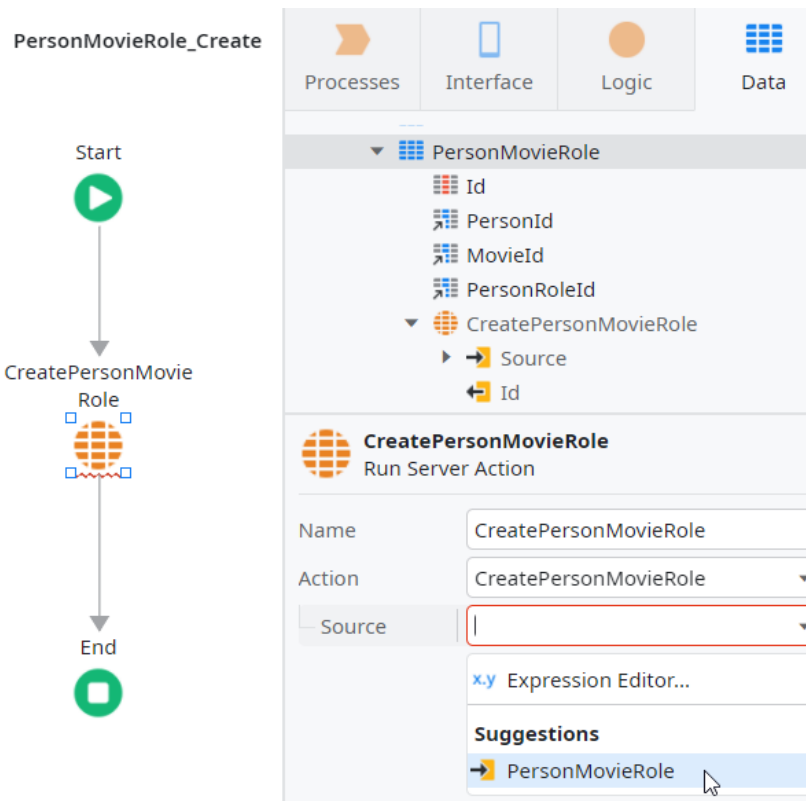 PersonMovieRole_Create
Processes
Interface
Logic
Data
Start
PersonMovieRole
Id
PersonId
MovieId
PersonRoleId
CreatePersonMovieRole
Source
Id
CreatePersonMovie
Role
CreatePersonMovieRole
Run Server Action
Name
CreatePersonMovieRole
Action
CreatePersonMovieRole
Source
End
x.y Expression Editor...
Suggestions
PersonMovieRole